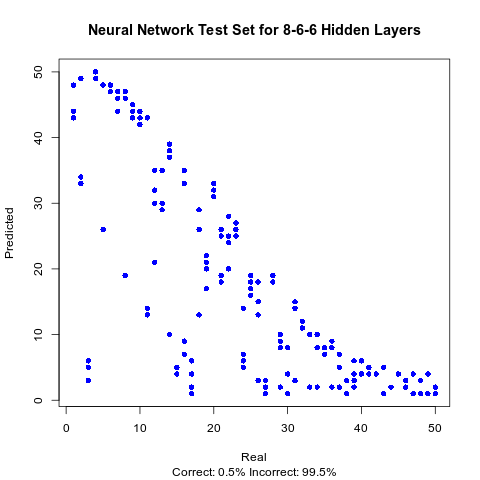 Neural Network Test Set for 8-6-6 Hidden Layers
Predicted
50
40
30
20
10
0
0 10 20 30 40 50
Real
Correct: 0.5% Incorrect: 99.5%